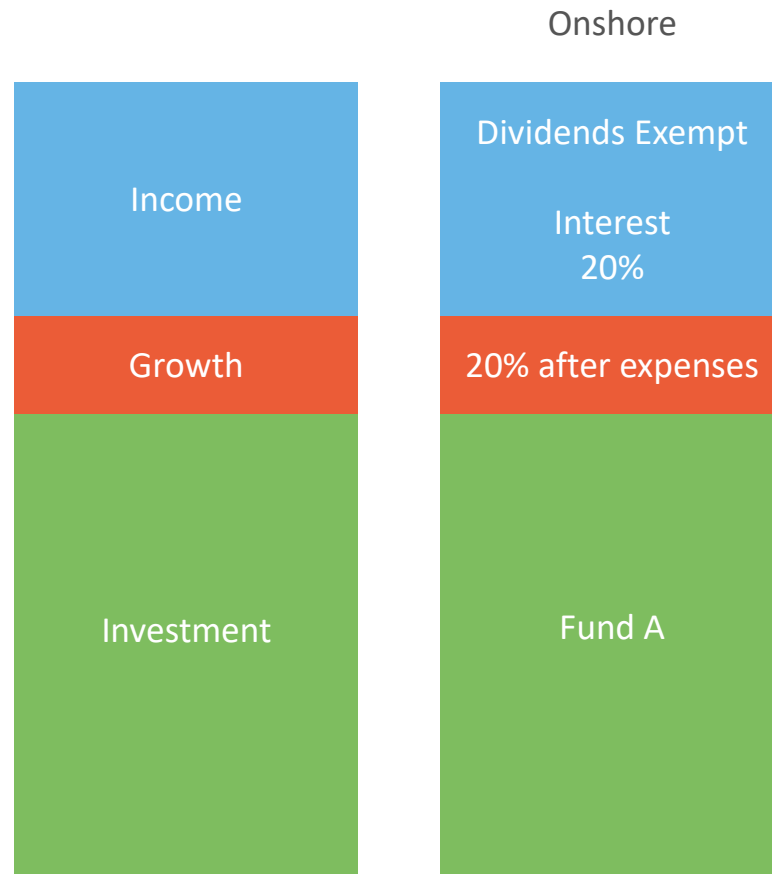 Onshore
Income
Dividends Exempt
Interest
20%
Growth
20% after expenses
Investment
Fund A